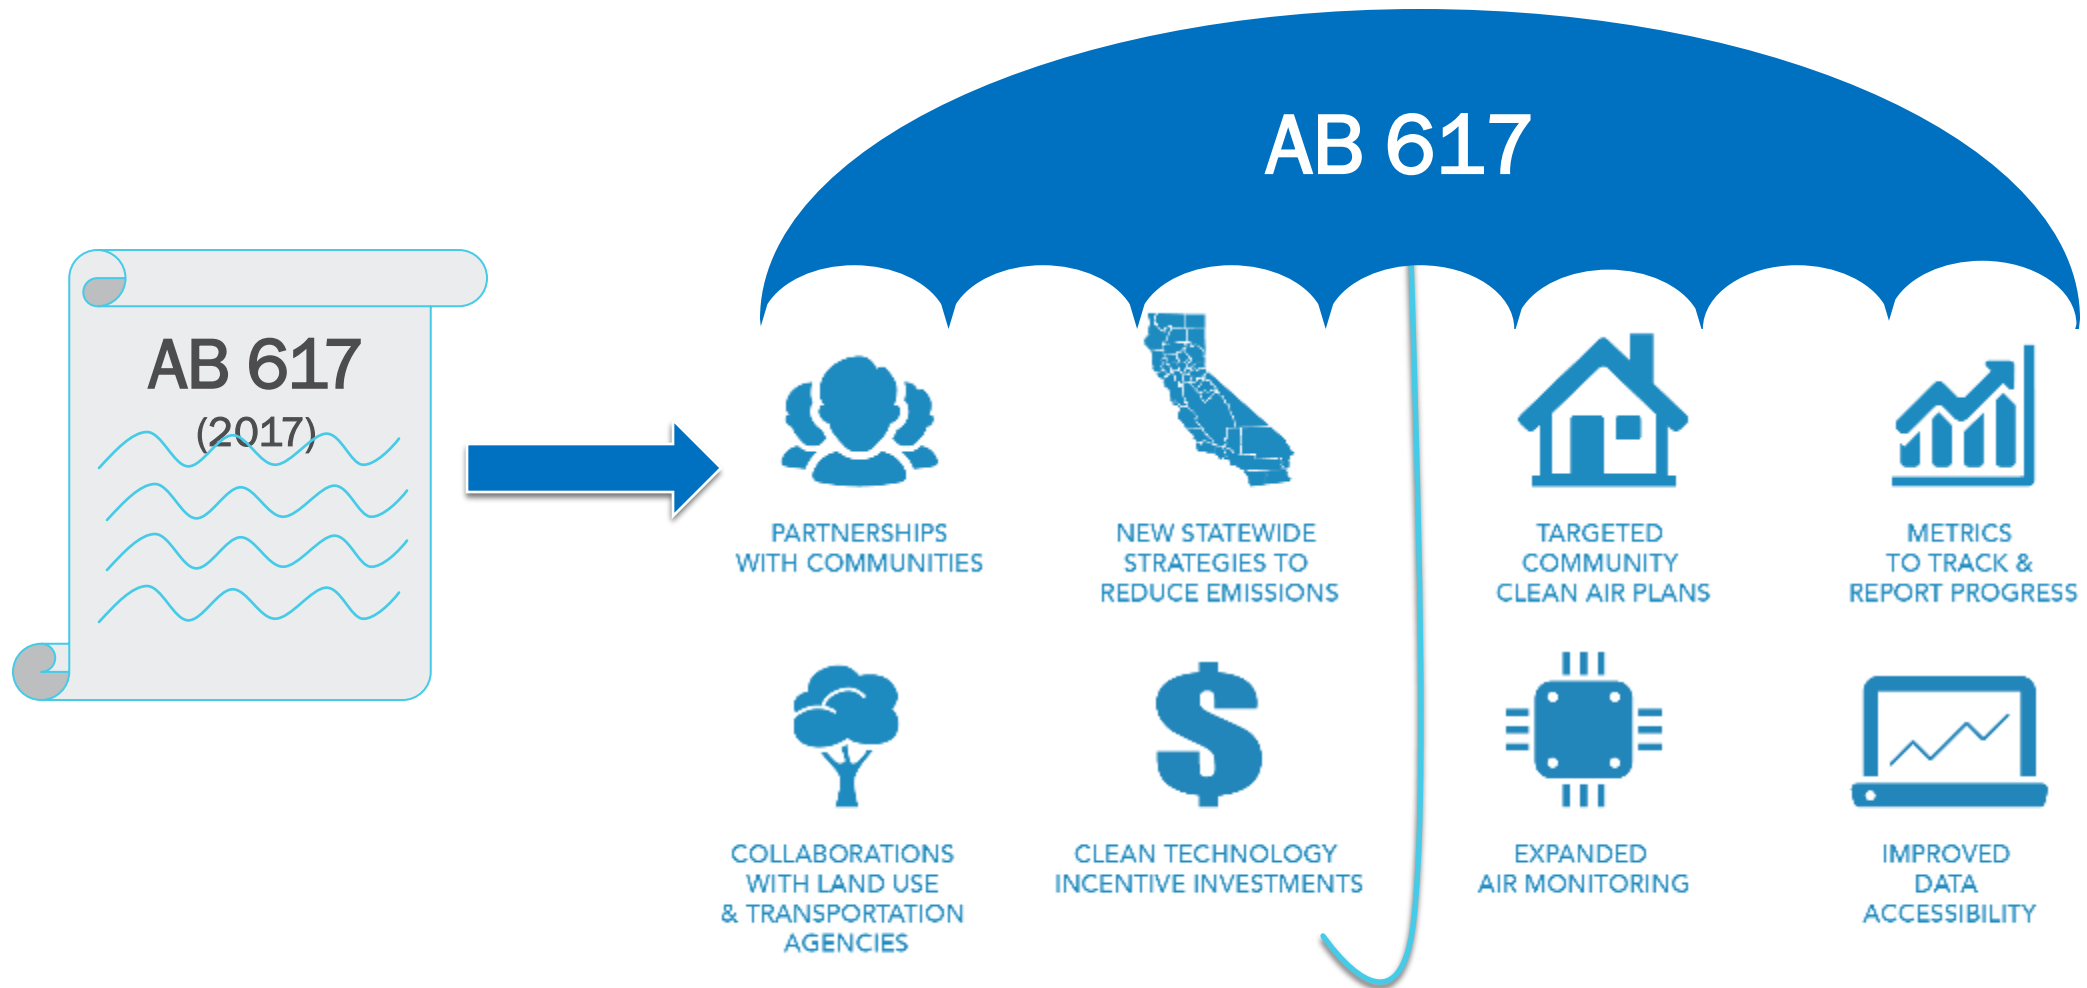 AB 617
AB 617
(2017)
PARTNERSHIPS
WITH COMMUNITIES
NEW STATEWIDE
STRATEGIES TO
REDUCE EMISSIONS
TARGETED
COMMUNITY
CLEAN AIR PLANS
METRICS
TO TRACK &
REPORT PROGRESS
COLLABORATIONS
WITH LAND USE
& TRANSPORTATION
AGENCIES
CLEAN TECHNOLOGY
INCENTIVE INVESTMENTS
EXPANDED
AIR MONITORING
IMPROVED
DATA
ACCESSIBILITY